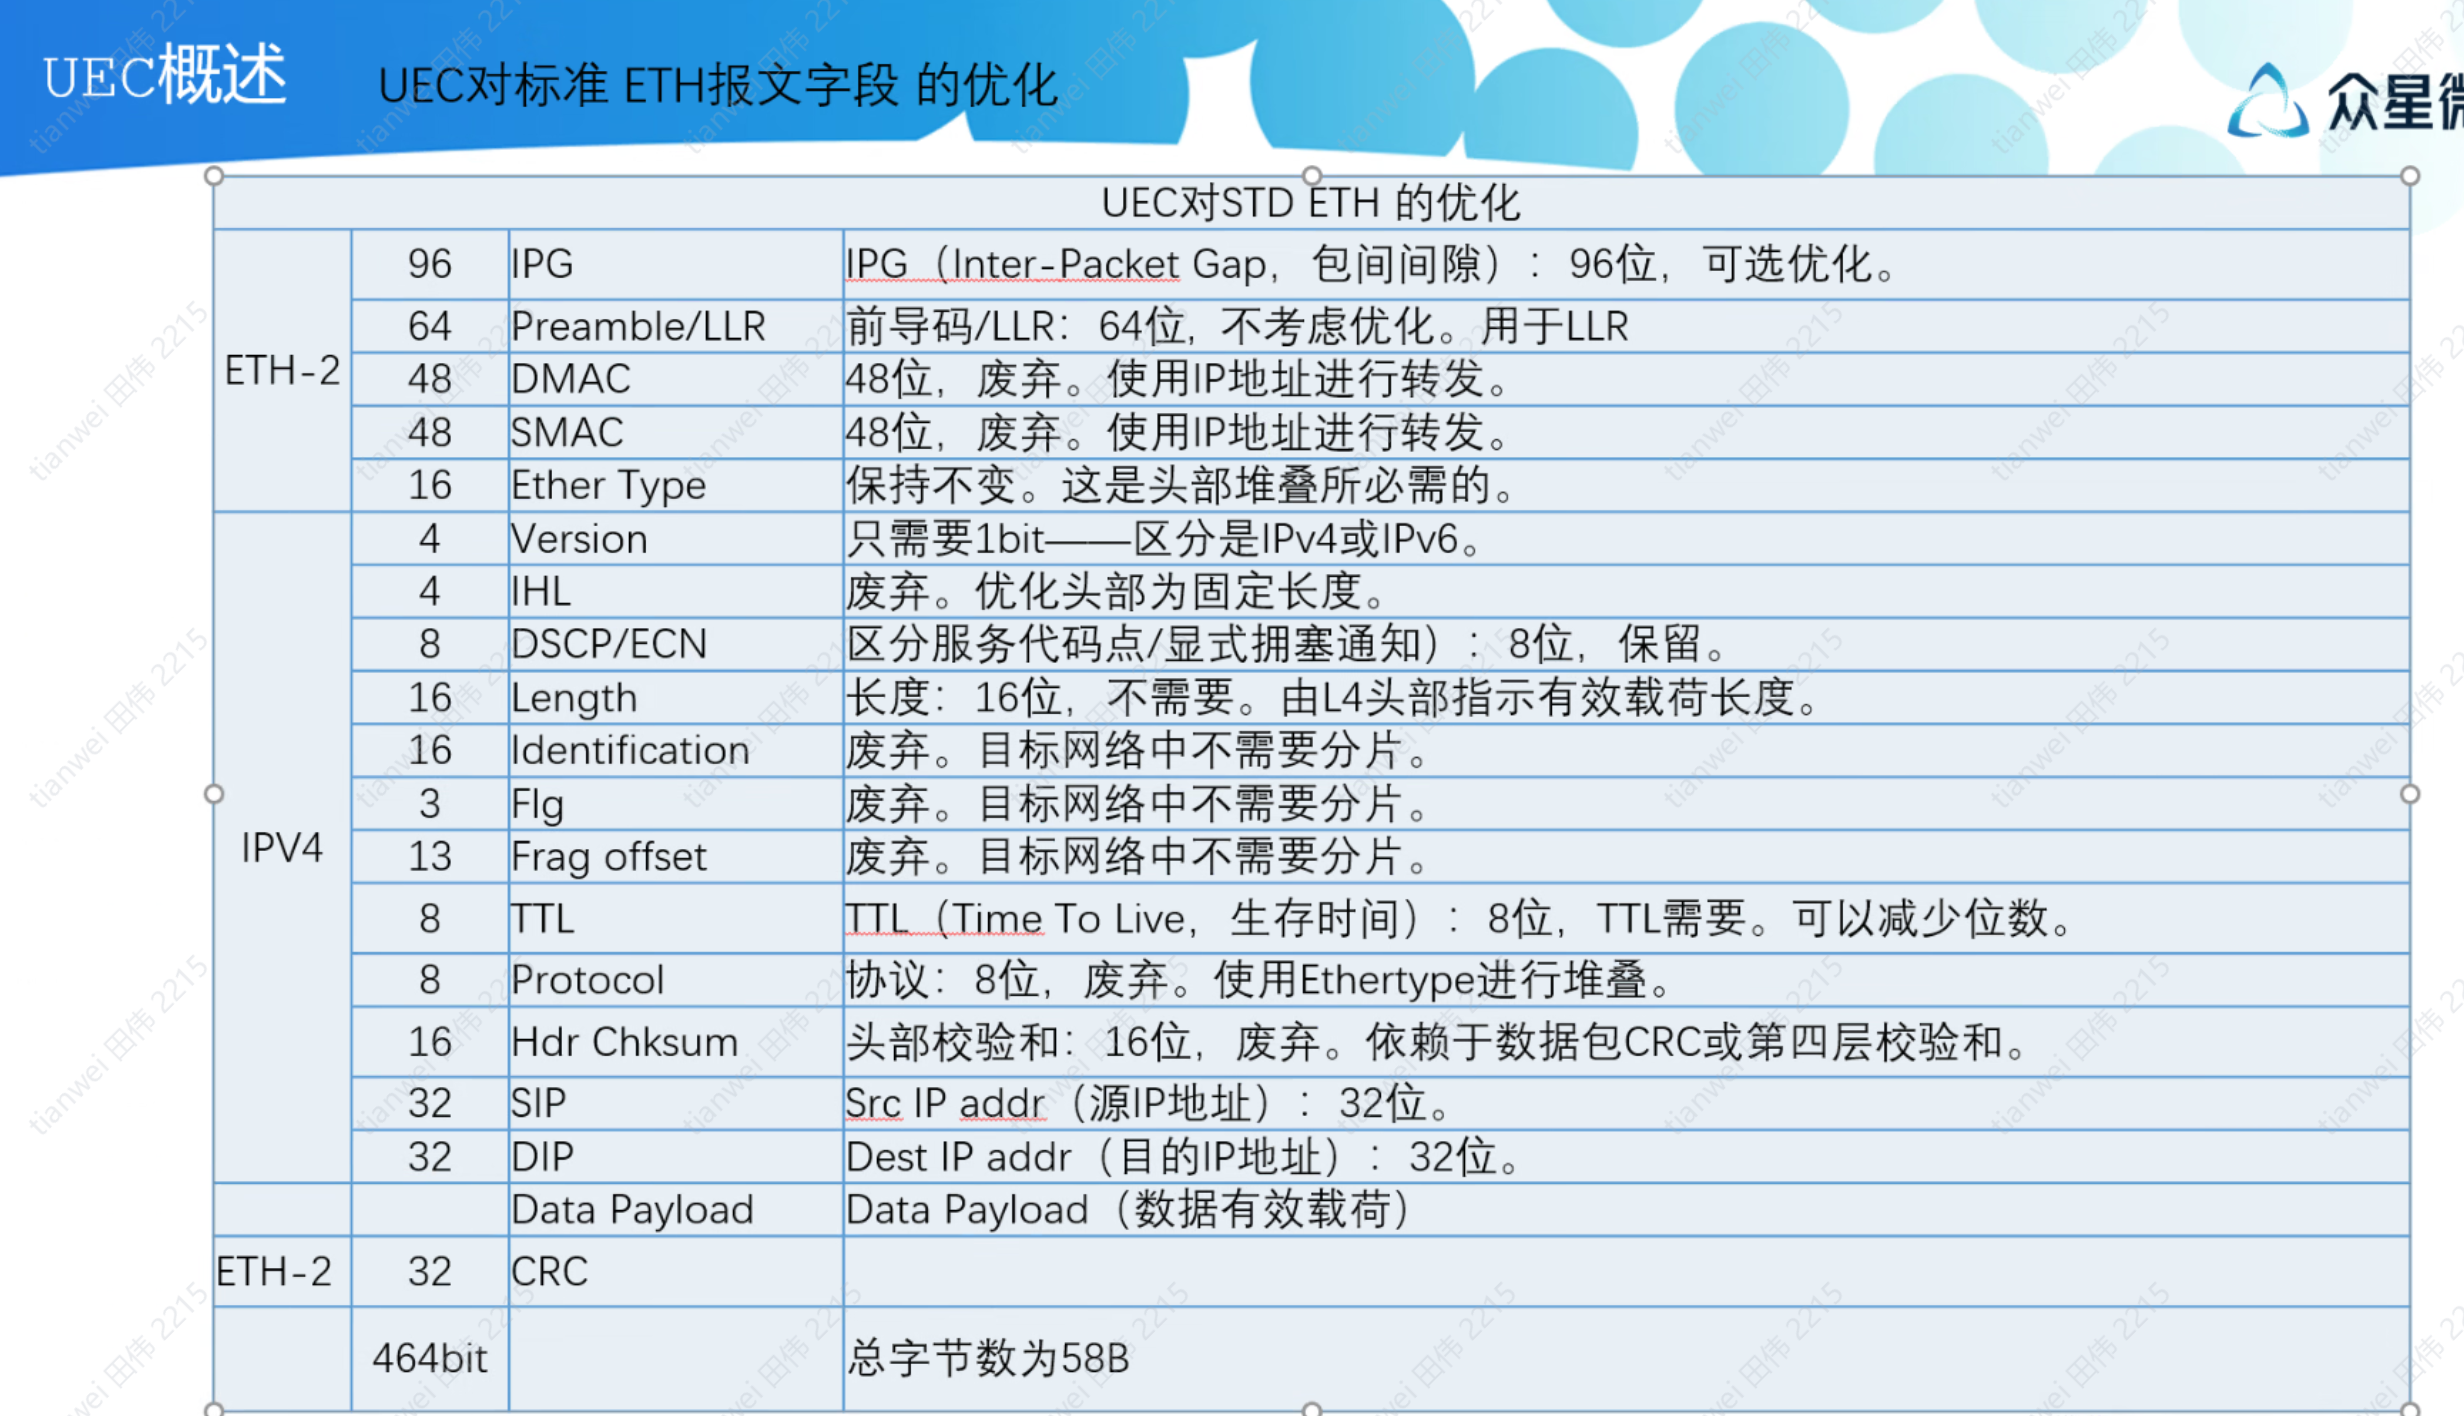 UEC概述
UEC对标准 ETH报文字段 的优化
众星微
UEC对STD ETH 的优化
ETH-2
96 IPG IPG（Inter-Packet Gap，包间间隙）：96位，可选优化。
64 Preamble/LLR 前导码/LLR：64位，不考虑优化。用于LLR
48 DMAC 48位，废弃。使用IP地址进行转发。
48 SMAC 48位，废弃。使用IP地址进行转发。
16 Ether Type 保持不变。这是头部堆叠所必需的。
IPV4
4 Version 只需要1bit——区分是IPv4或IPv6。
4 IHL 废弃。优化头部为固定长度。
8 DSCP/ECN 区分服务代码点/显式拥塞通知）：8位，保留。
16 Length 长度：16位，不需要。由L4头部指示有效载荷长度。
16 Identification 废弃。目标网络中不需要分片。
3 Flg 废弃。目标网络中不需要分片。
13 Frag offset 废弃。目标网络中不需要分片。
8 TTL TTL（Time To Live，生存时间）：8位，TTL需要。可以减少位数。
8 Protocol 协议：8位，废弃。使用Ethertype进行堆叠。
16 Hdr Chksum 头部校验和：16位，废弃。依赖于数据包CRC或第四层校验和。
32 SIP Src IP addr（源IP地址）：32位。
32 DIP Dest IP addr（目的IP地址）：32位。
Data Payload Data Payload（数据有效载荷）
ETH-2 32 CRC
464bit 总字节数为58B
tianwei 田伟 2215